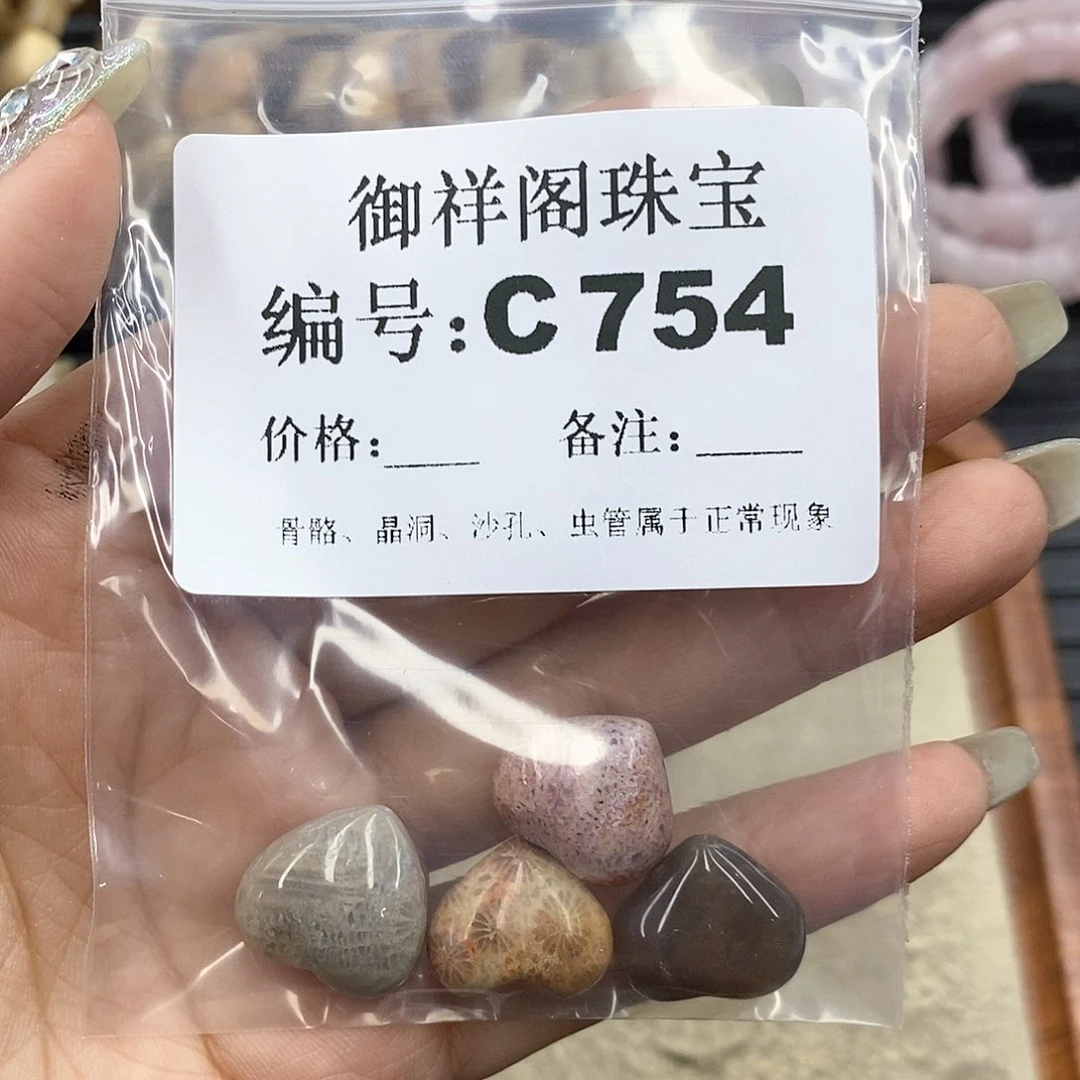 御祥阁珠宝
编号:C754
价格:____ 备注:____
骨骼、晶洞、沙孔、虫管属于正常现象